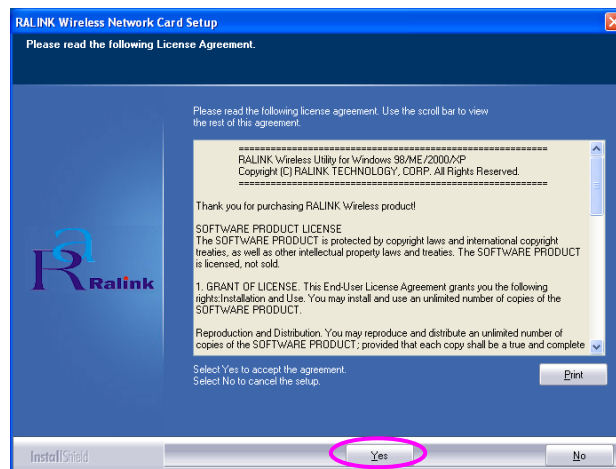 RALINK Wireless Network Card Setup
Please read the following License Agreement.
Please read the following license agreement. Use the scroll bar to view
the rest of this agreement.
============================================================
RALINK Wireless Utility for Windows 98/ME/2000/XP
Copyright (C) RALINK TECHNOLOGY, CORP. All Rights Reserved.
============================================================
Thank you for purchasing RALINK Wireless product!
SOFTWARE PRODUCT LICENSE
The SOFTWARE PRODUCT is protected by copyright laws and international copyright
treaties, as well as other intellectual property laws and treaties. The SOFTWARE PRODUCT
is licensed, not sold.
1. GRANT OF LICENSE. This End-User License Agreement grants you the following
rights:Installation and Use. You may install and use an unlimited number of copies of the
SOFTWARE PRODUCT.
Reproduction and Distribution. You may reproduce and distribute an unlimited number of
copies of the SOFTWARE PRODUCT; provided that each copy shall be a true and complete
Ralink
Select Yes to accept the agreement.
Select No to cancel the setup.
Print
InstallShield
Yes
No